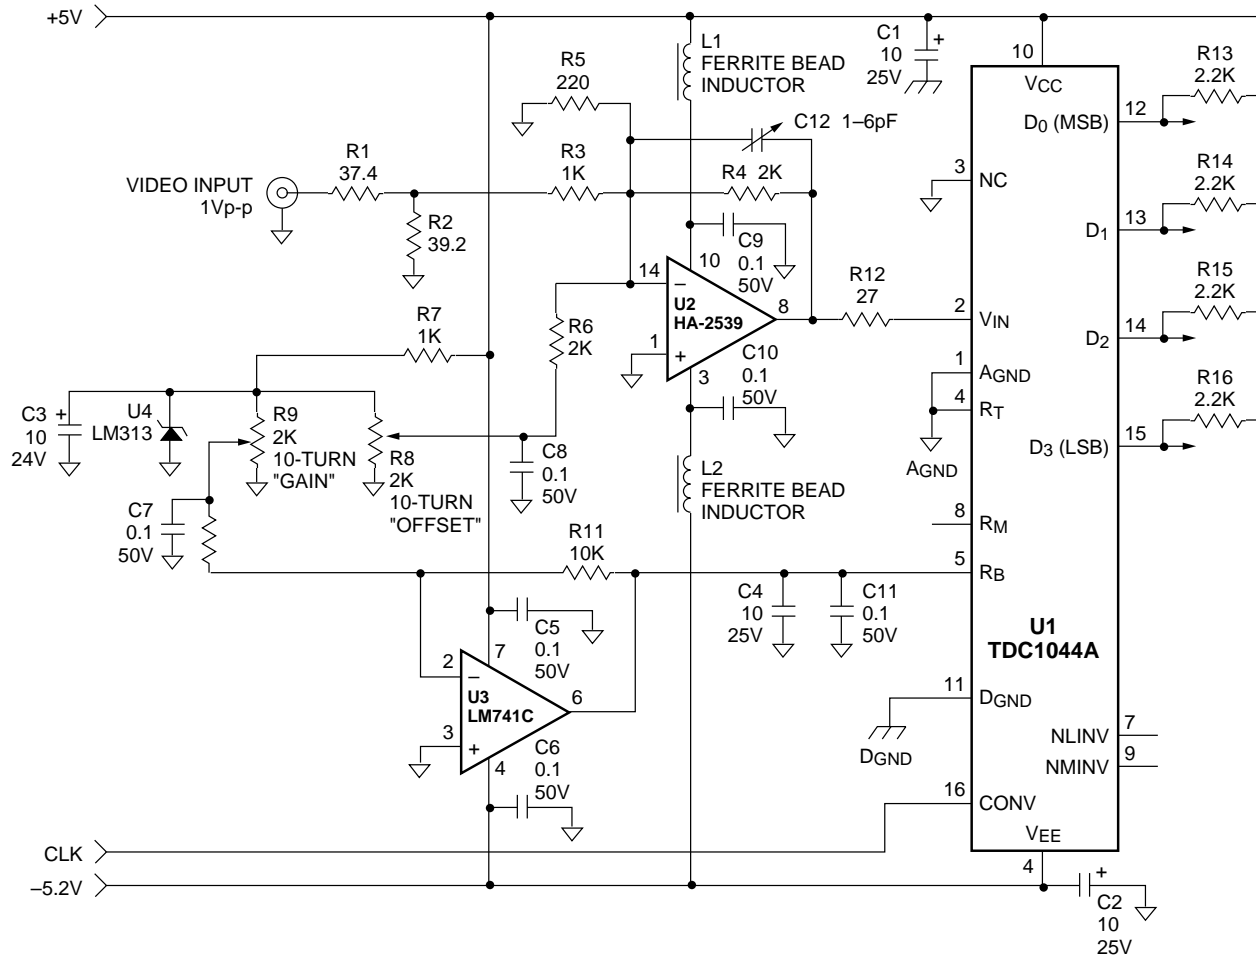 +5V
L1
FERRITE BEAD
INDUCTOR
C1
10
25V
+
10
VCC
R13
2.2K
R5
220
12
D0 (MSB)
C12 1–6pF
VIDEO INPUT
1Vp-p
R1
37.4
R3
1K
R4 2K
3
NC
R14
2.2K
R2
39.2
13
D1
C9
0.1
50V
10
14
–
U2
HA-2539
8
1
+
3
R12
27
2
VIN
R15
2.2K
14
D2
R7
1K
R6
2K
C10
0.1
50V
1
AGND
4
RT
AGND
R16
2.2K
15
D3 (LSB)
C3
10
24V
+
U4
LM313
R9
2K
10-TURN
"GAIN"
R8
2K
10-TURN
"OFFSET"
C8
0.1
50V
L2
FERRITE BEAD
INDUCTOR
C7
0.1
50V
R11
10K
8
RM
5
RB
C4
10
25V
C11
0.1
50V
U1
TDC1044A
C5
0.1
50V
7
2
–
U3
LM741C
6
3
+
4
C6
0.1
50V
11
DGND
DGND
NLINV
7
NMINV
9
16
CONV
VEE
4
CLK
–5.2V
+
C2
10
25V